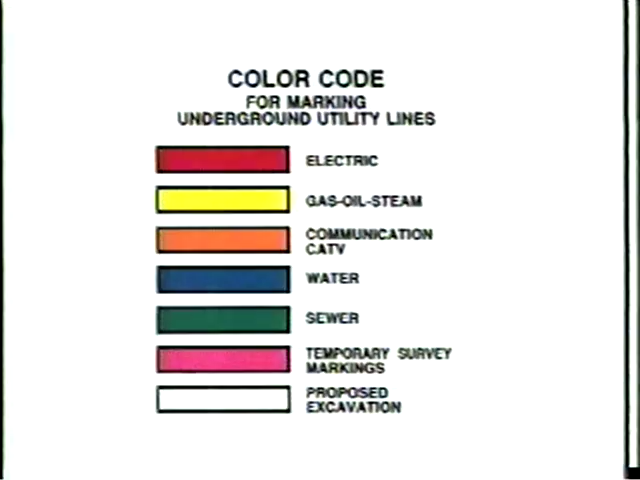 COLOR CODE
FOR MARKING
UNDERGROUND UTILITY LINES
ELECTRIC
GAS-OIL-STEAM
COMMUNICATION
CATV
WATER
SEWER
TEMPORARY SURVEY
MARKINGS
PROPOSED
EXCAVATION